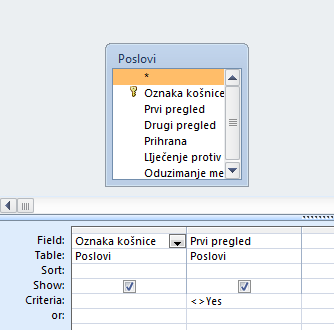 Poslovi
*
Oznaka košnice
Prvi pregled
Drugi pregled
Prihrana
LIječenje protiv
Oduzimanje me
Field: Oznaka košnice Prvi pregled
Table: Poslovi Poslovi
Sort:
Show:
Criteria: <>Yes
or: